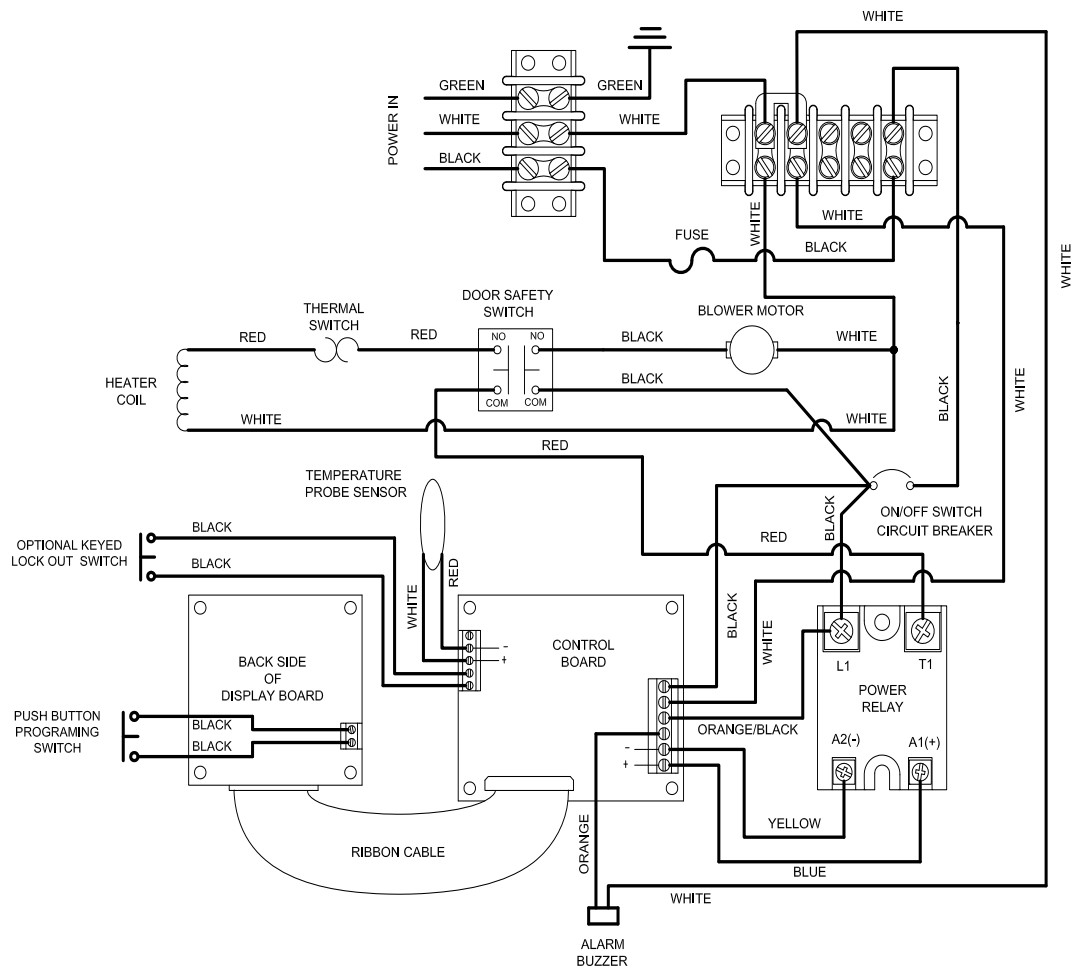 WHITE
GREEN
GREEN
POWER IN
WHITE
WHITE
BLACK
WHITE
WHITE
FUSE
BLACK
WHITE
DOOR SAFETY
SWITCH
THERMAL
SWITCH
BLOWER MOTOR
RED
RED
NO
NO
BLACK
WHITE
HEATER
COIL
COM
COM
BLACK
BLACK
WHITE
WHITE
WHITE
RED
TEMPERATURE
PROBE SENSOR
ON/OFF SWITCH
CIRCUIT BREAKER
BLACK
RED
OPTIONAL KEYED
LOCK OUT SWITCH
BLACK
BLACK
WHITE
RED
BLACK
WHITE
BACK SIDE
OF
DISPLAY BOARD
CONTROL
BOARD
-
+
L1
T1
POWER
RELAY
PUSH BUTTON
PROGRAMING
SWITCH
BLACK
BLACK
ORANGE/BLACK
A2(-)
A1(+)
-
+
YELLOW
ORANGE
RIBBON CABLE
BLUE
WHITE
ALARM
BUZZER